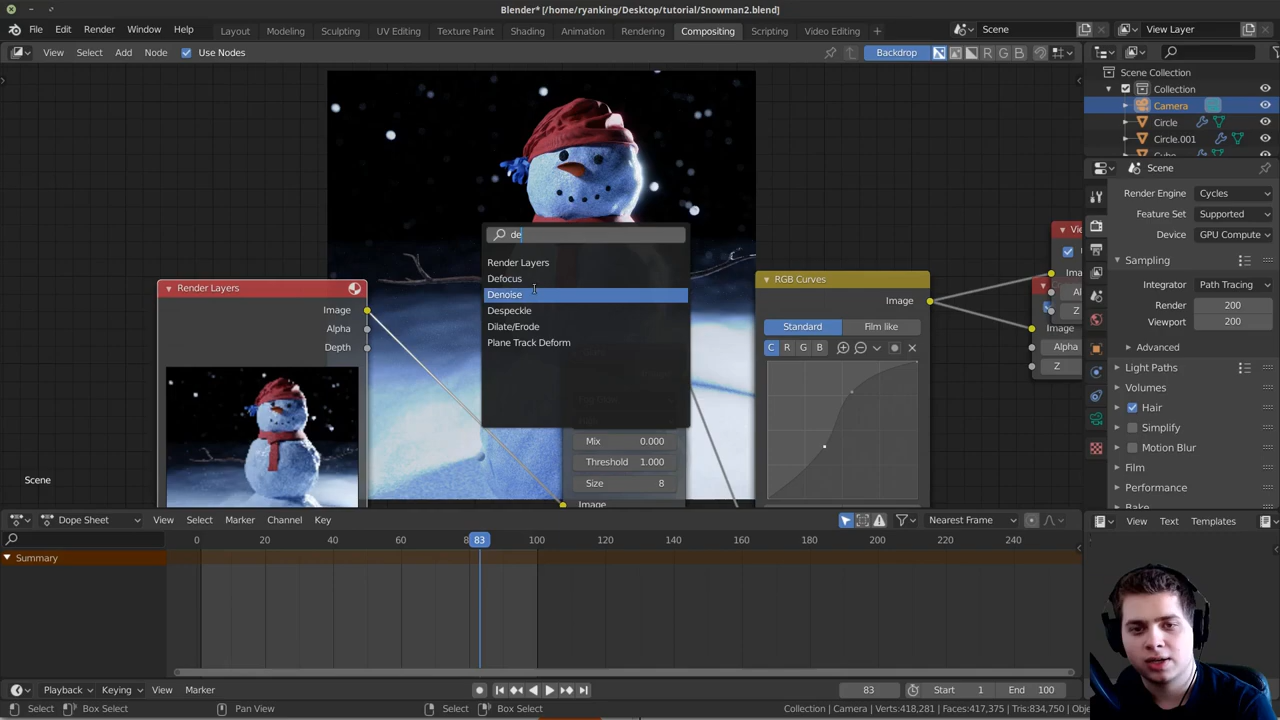 Blender* [/home/ryanking/Desktop/tutorial/Snowman2.blend]
File Edit Render Window Help Layout Modeling Sculpting UV Editing Texture Paint Shading Animation Rendering Compositing Scripting Video Editing + Scene View Layer
View Select Add Node Use Nodes Backdrop R G B
Scene Collection
Collection
Camera
Circle
Circle.001
Cube
Scene
Render Engine Cycles
Feature Set Supported
Device GPU Compute
Sampling
Integrator Path Tracing
Render 200
Viewport 200
Advanced
Light Paths
Volumes
Hair
Simplify
Motion Blur
Film
Performance
Bake
de
Render Layers
Defocus
Denoise
Despeckle
Dilate/Erode
Plane Track Deform
Render Layers
Image
Alpha
Depth
Mix 0.000
Threshold 1.000
Size 8
Image
RGB Curves
Image
Standard Film like
C R G B
Image
Alpha
Z
Scene
Dope Sheet View Select Marker Channel Key Nearest Frame View Text Templates
0 20 40 60 8 83 100 120 140 160 180 200 220 240
Summary
Playback Keying View Marker 83 Start 1 End 100
Select Box Select Pan View Select Box Select Collection | Camera | Verts:418,281 | Faces:417,375 | Tris:834,750 | Obje